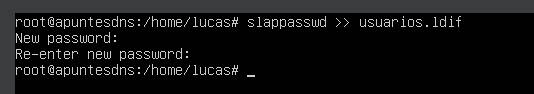 root@apuntesdns:/home/lucas# slappasswd >> usuarios.ldif
New password:
Re-enter new password:
root@apuntesdns:/home/lucas# _